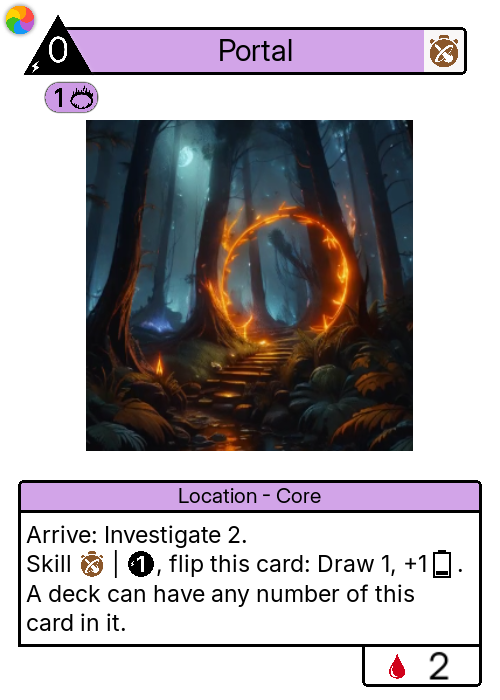 0
Portal
1
Location - Core
Arrive: Investigate 2.
Skill | 1, flip this card: Draw 1, +1 .
A deck can have any number of this
card in it.
2